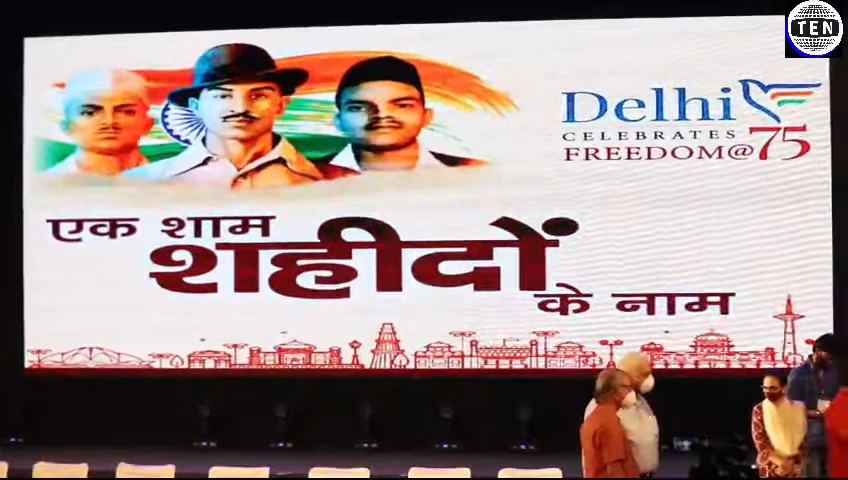 TEN
Delhi
CELEBRATES
FREEDOM@75
एक शाम
शहीदों
के नाम